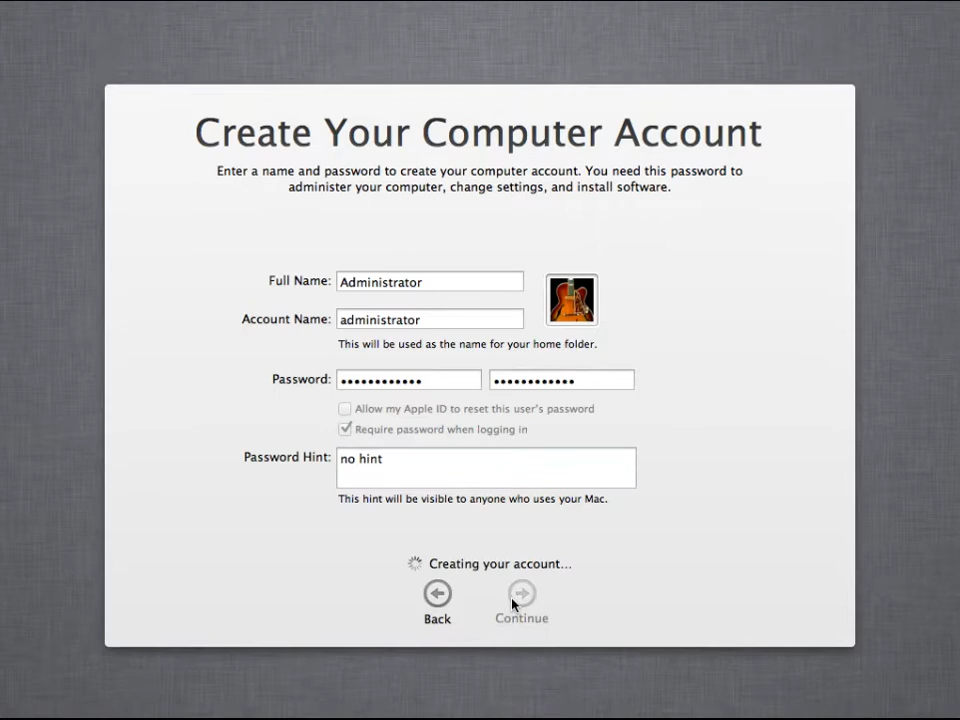 Create Your Computer Account
Enter a name and password to create your computer account. You need this password to
administer your computer, change settings, and install software.
Full Name: Administrator
Account Name: administrator
This will be used as the name for your home folder.
Password: •••••••••••• ••••••••••••
Allow my Apple ID to reset this user's password
Require password when logging in
Password Hint: no hint
This hint will be visible to anyone who uses your Mac.
Creating your account...
Back Continue